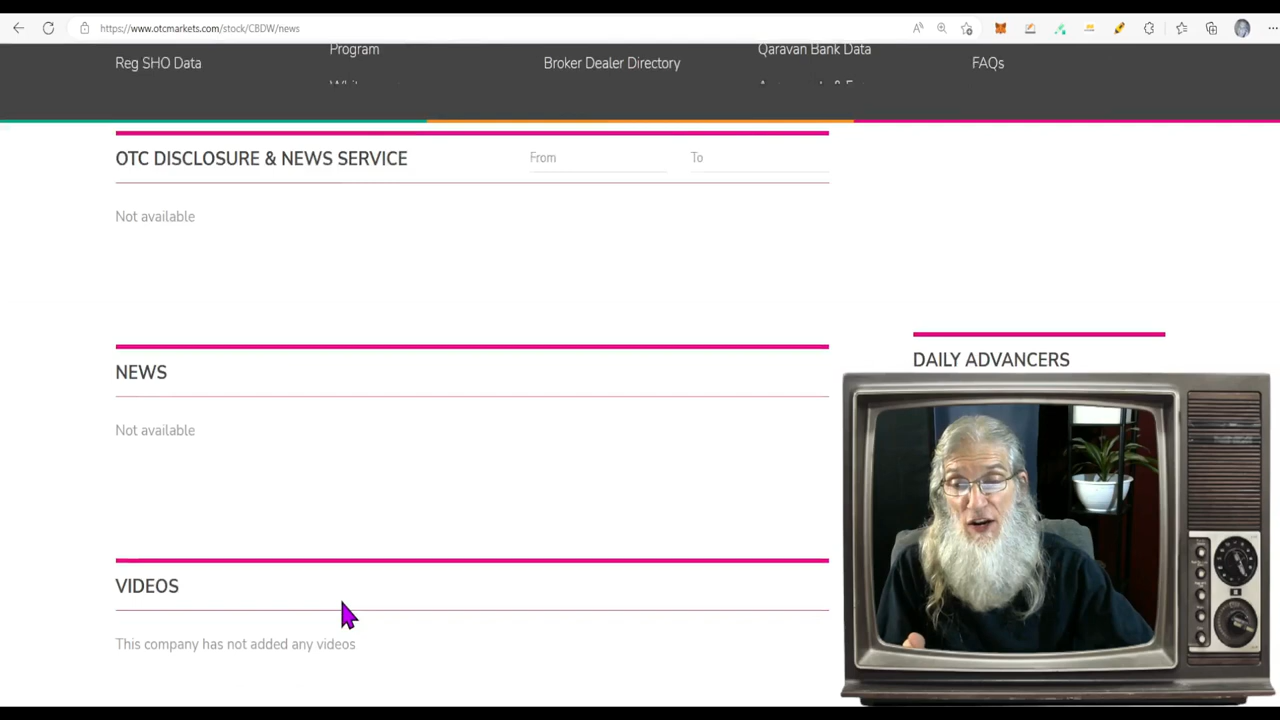 https://www.otcmarkets.com/stock/CBDW/news
Program
Qaravan Bank Data
Reg SHO Data
Broker Dealer Directory
FAQs
OTC DISCLOSURE & NEWS SERVICE
From
To
Not available
NEWS
Not available
DAILY ADVANCERS
VIDEOS
This company has not added any videos